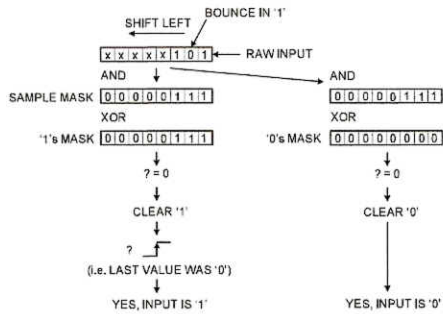 BOUNCE IN '1'
SHIFT LEFT
x x x x x 1 0 1
RAW INPUT
AND
AND
SAMPLE MASK
0 0 0 0 0 1 1 1
0 0 0 0 0 1 1 1
XOR
XOR
'1's MASK
0 0 0 0 0 1 1 1
'0's MASK
0 0 0 0 0 0 0 0
? = 0
? = 0
CLEAR '1'
CLEAR '0'
?
(i.e. LAST VALUE WAS '0')
YES, INPUT IS '1'
YES, INPUT IS '0'